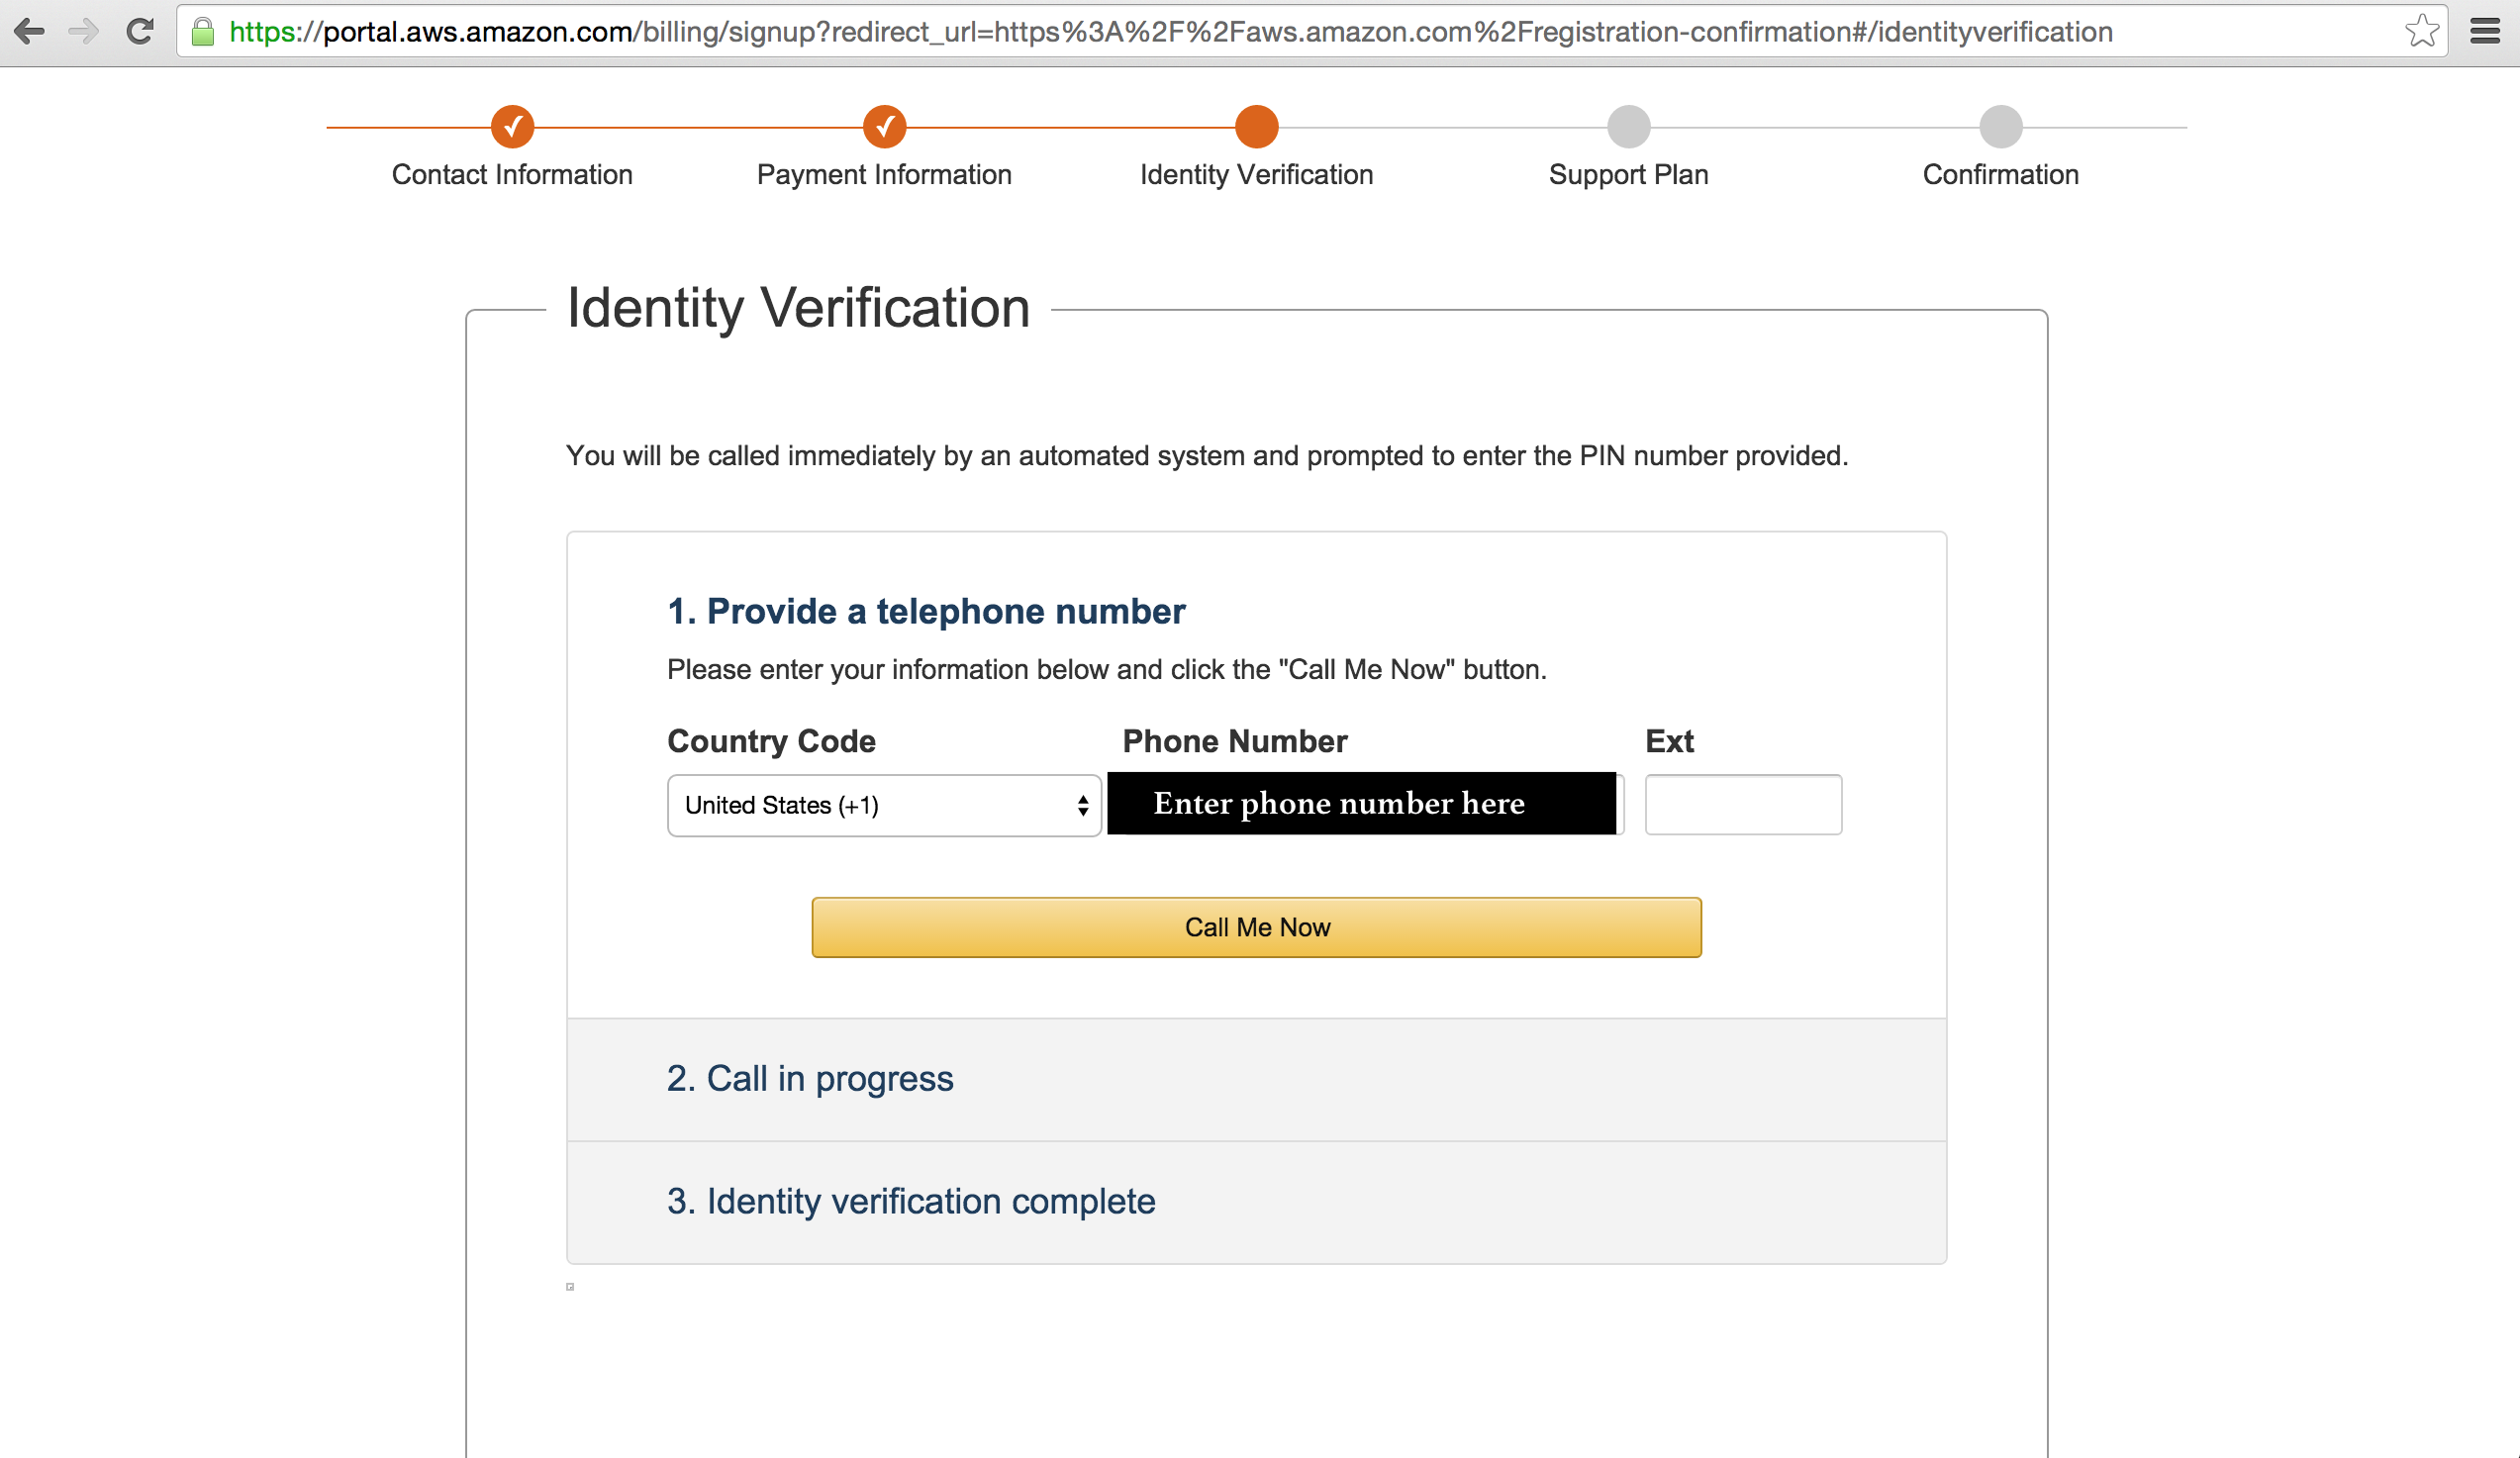 https://portal.aws.amazon.com/billing/signup?redirect_url=https%3A%2F%2Faws.amazon.com%2Fregistration-confirmation#/identityverification
Contact Information Payment Information Identity Verification Support Plan Confirmation
Identity Verification
You will be called immediately by an automated system and prompted to enter the PIN number provided.
1. Provide a telephone number
Please enter your information below and click the "Call Me Now" button.
Country Code Phone Number Ext
United States (+1) Enter phone number here
Call Me Now
2. Call in progress
3. Identity verification complete